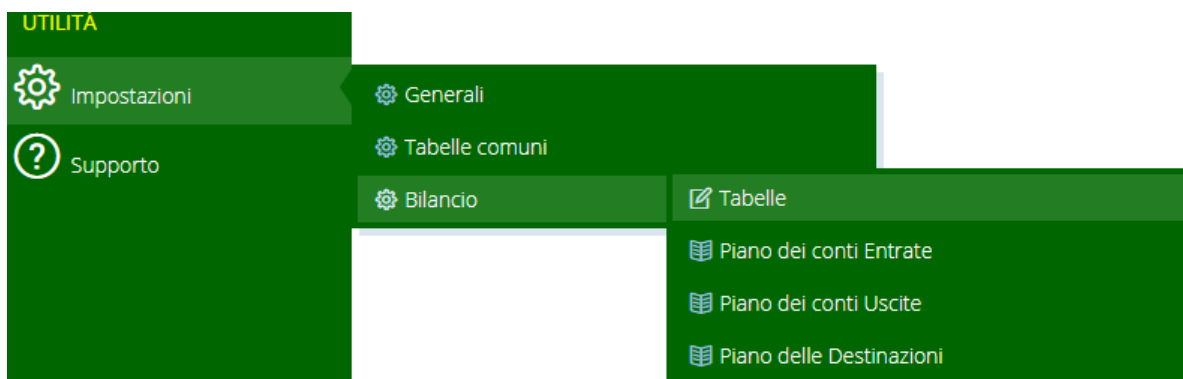 UTILITÀ
Impostazioni
Supporto
Generali
Tabelle comuni
Bilancio
Tabelle
Piano dei conti Entrate
Piano dei conti Uscite
Piano delle Destinazioni